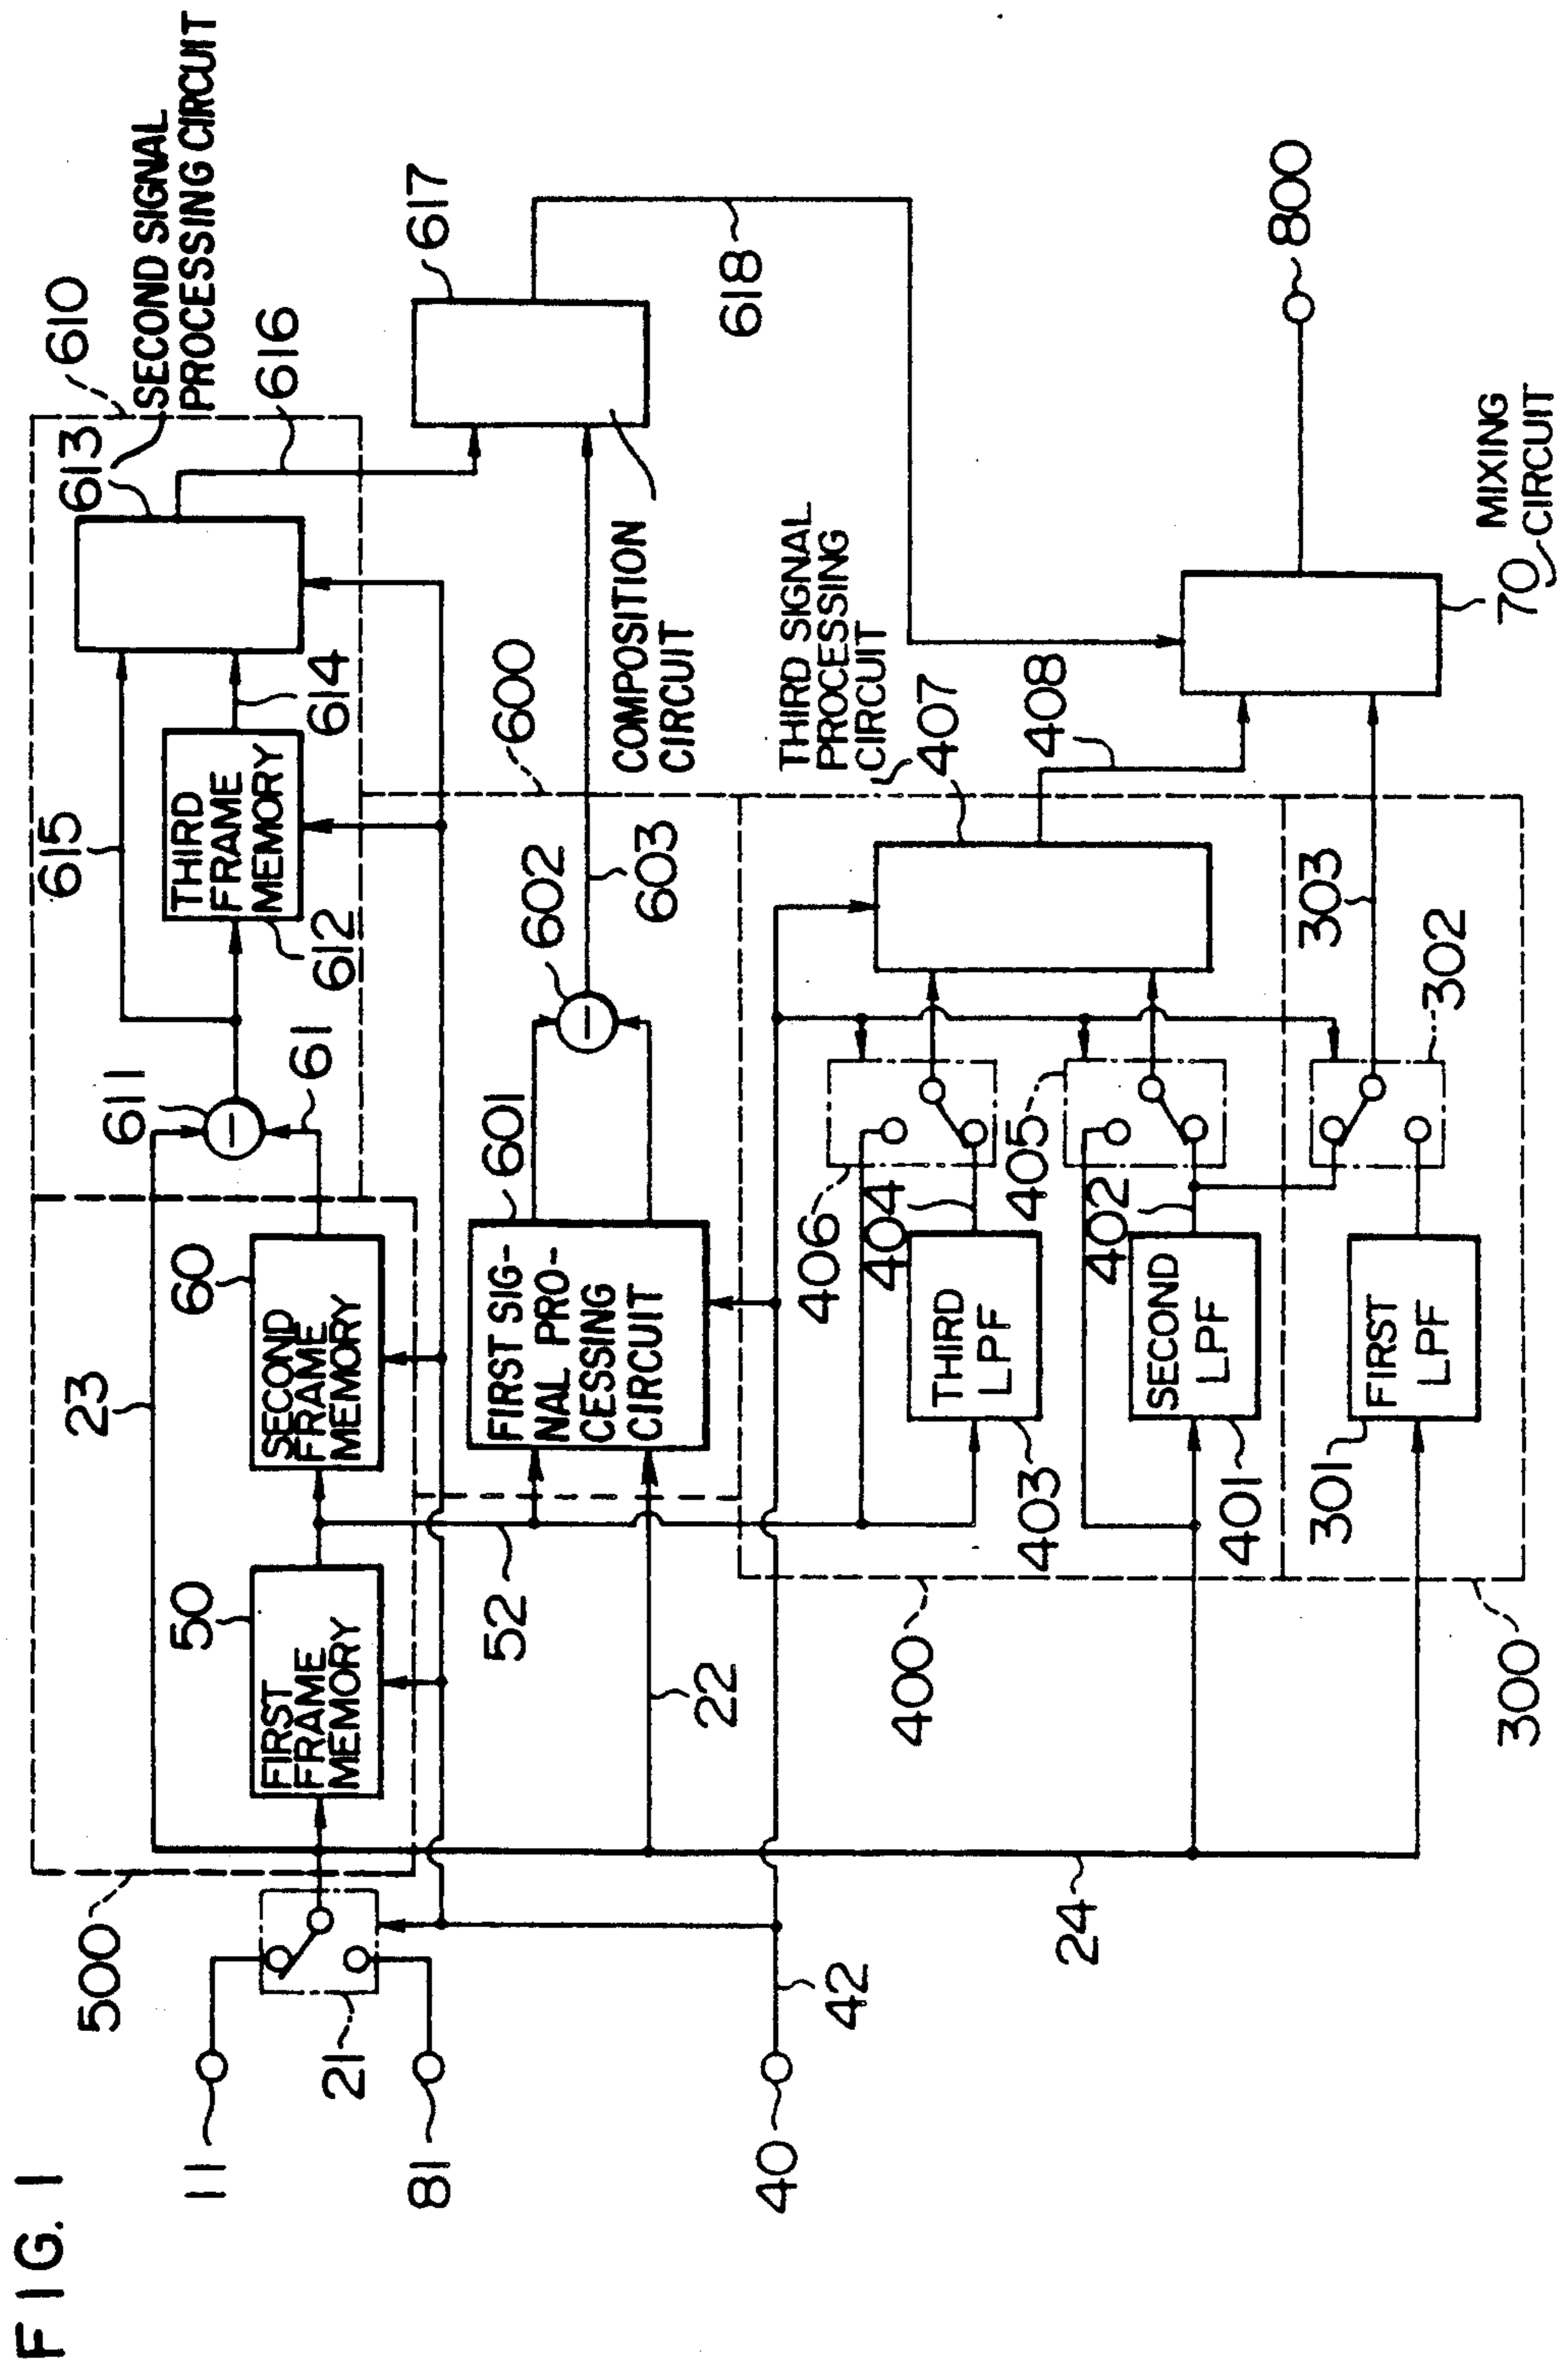 FIG. 1
11
81
40
21
42
500
23
24
22
50
FIRST
FRAME
MEMORY
52
60
SECOND
FRAME
MEMORY
61
611
612
THIRD
FRAME
MEMORY
614
615
613
610
SECOND SIGNAL
PROCESSING CIRCUIT
616
617
COMPOSITION
CIRCUIT
618
600
601
FIRST SIG-
NAL PRO-
CESSING
CIRCUIT
602
603
400
403
THIRD
LPF
404
406
401
SECOND
LPF
402
405
THIRD SIGNAL
PROCESSING
CIRCUIT
407
408
300
301
FIRST
LPF
302
303
70
MIXING
CIRCUIT
800